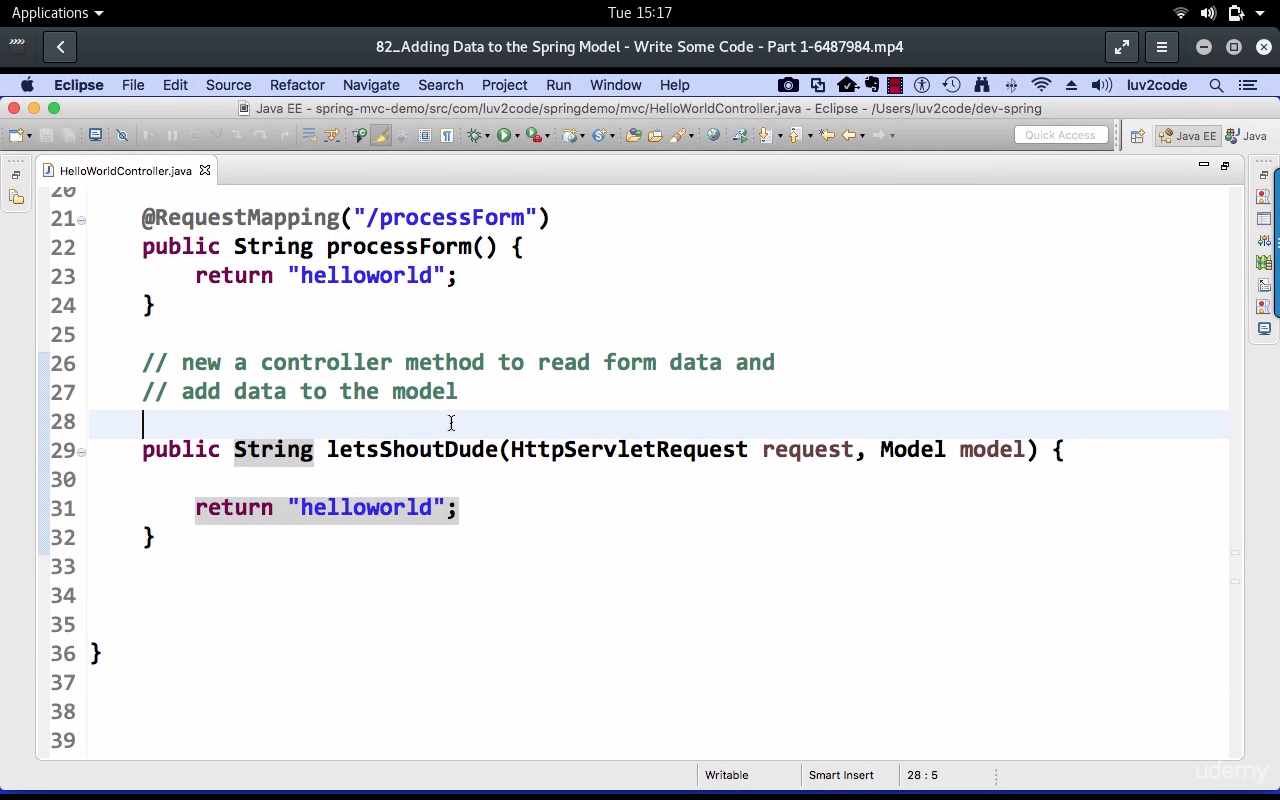 Applications
Tue 15:17
82_Adding Data to the Spring Model - Write Some Code - Part 1-6487984.mp4
Eclipse File Edit Source Refactor Navigate Search Project Run Window Help luv2code
Java EE - spring-mvc-demo/src/com/luv2code/springdemo/mvc/HelloWorldController.java - Eclipse - /Users/luv2code/dev-spring
Quick Access Java EE Java
HelloWorldController.java
20
21 @RequestMapping("/processForm")
22 public String processForm() {
23 return "helloworld";
24 }
25
26 // new a controller method to read form data and
27 // add data to the model
28
29 public String letsShoutDude(HttpServletRequest request, Model model) {
30
31 return "helloworld";
32 }
33
34
35
36 }
37
38
39
Writable Smart Insert 28 : 5
udemy